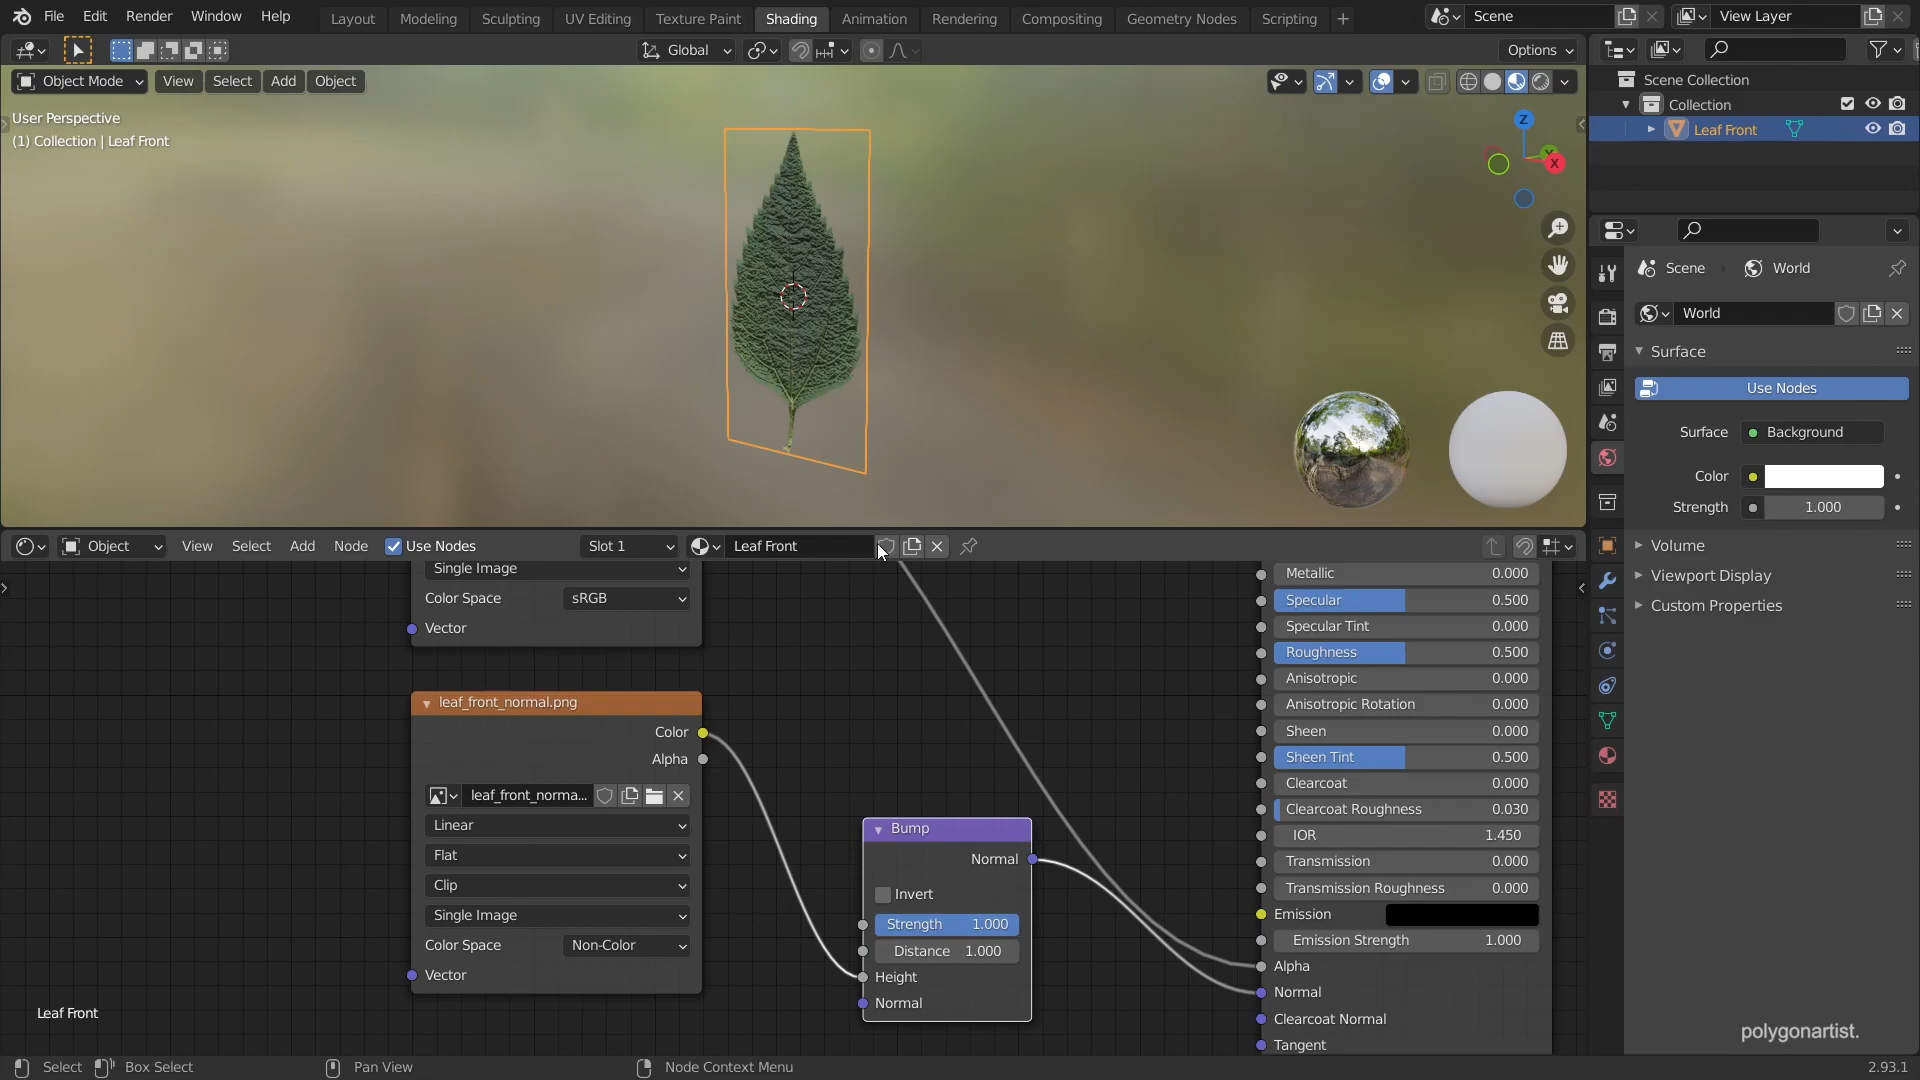 File Edit Render Window Help Layout Modeling Sculpting UV Editing Texture Paint Shading Animation Rendering Compositing Geometry Nodes Scripting + Scene View Layer
Global Options
Object Mode View Select Add Object
User Perspective
(1) Collection | Leaf Front
Z
Y
X
Scene Collection
Collection
Leaf Front
Scene World
World
Surface
Use Nodes
Surface Background
Color
Strength 1.000
Volume
Viewport Display
Custom Properties
Object View Select Add Node Use Nodes Slot 1 Leaf Front
Single Image
Color Space sRGB
Vector
leaf_front_normal.png
Color
Alpha
leaf_front_norma...
Linear
Flat
Clip
Single Image
Color Space Non-Color
Vector
Bump
Normal
Invert
Strength 1.000
Distance 1.000
Height
Normal
Metallic 0.000
Specular 0.500
Specular Tint 0.000
Roughness 0.500
Anisotropic 0.000
Anisotropic Rotation 0.000
Sheen 0.000
Sheen Tint 0.500
Clearcoat 0.000
Clearcoat Roughness 0.030
IOR 1.450
Transmission 0.000
Transmission Roughness 0.000
Emission
Emission Strength 1.000
Alpha
Normal
Clearcoat Normal
Tangent
Leaf Front
polygonartist.
Select Box Select Pan View Node Context Menu 2.93.1